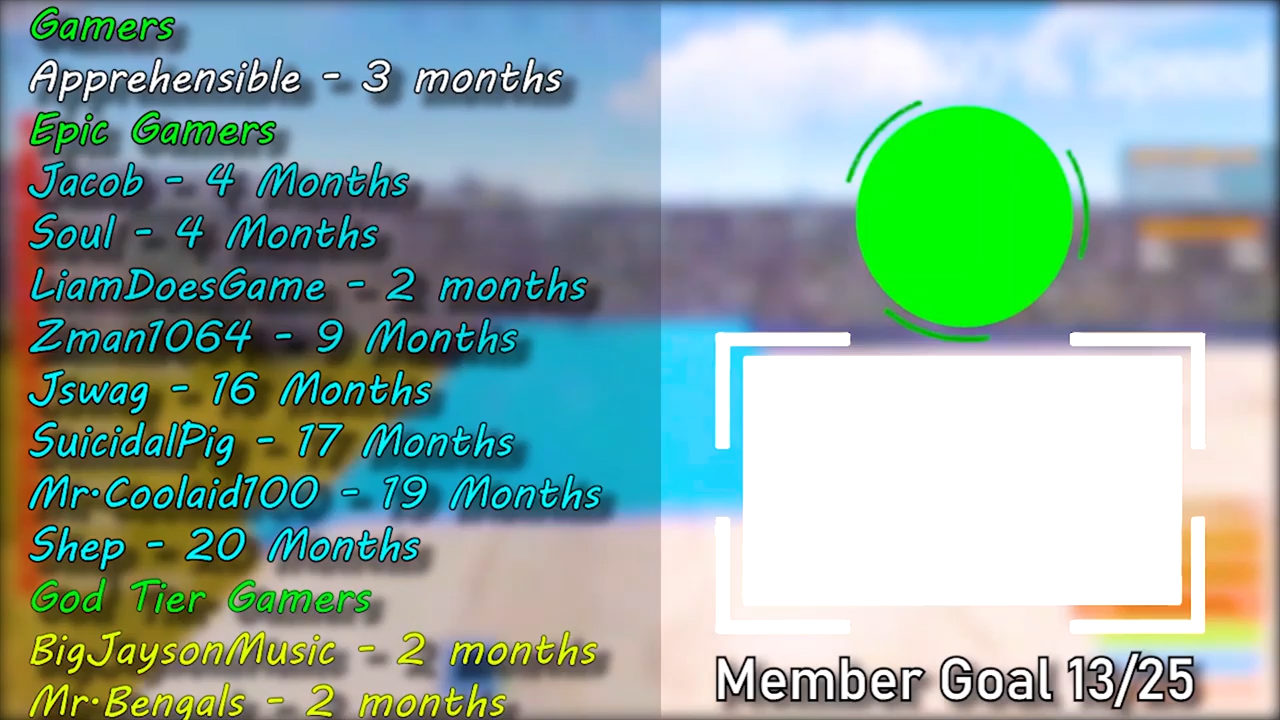 Gamers
Apprehensible - 3 months
Epic Gamers
Jacob - 4 Months
Soul - 4 Months
LiamDoesGame - 2 months
Zman1064 - 9 Months
Jswag - 16 Months
SuicidalPig - 17 Months
Mr.Coolaid100 - 19 Months
Shep - 20 Months
God Tier Gamers
BigJaysonMusic - 2 months
Mr.Bengals - 2 months
Member Goal 13/25